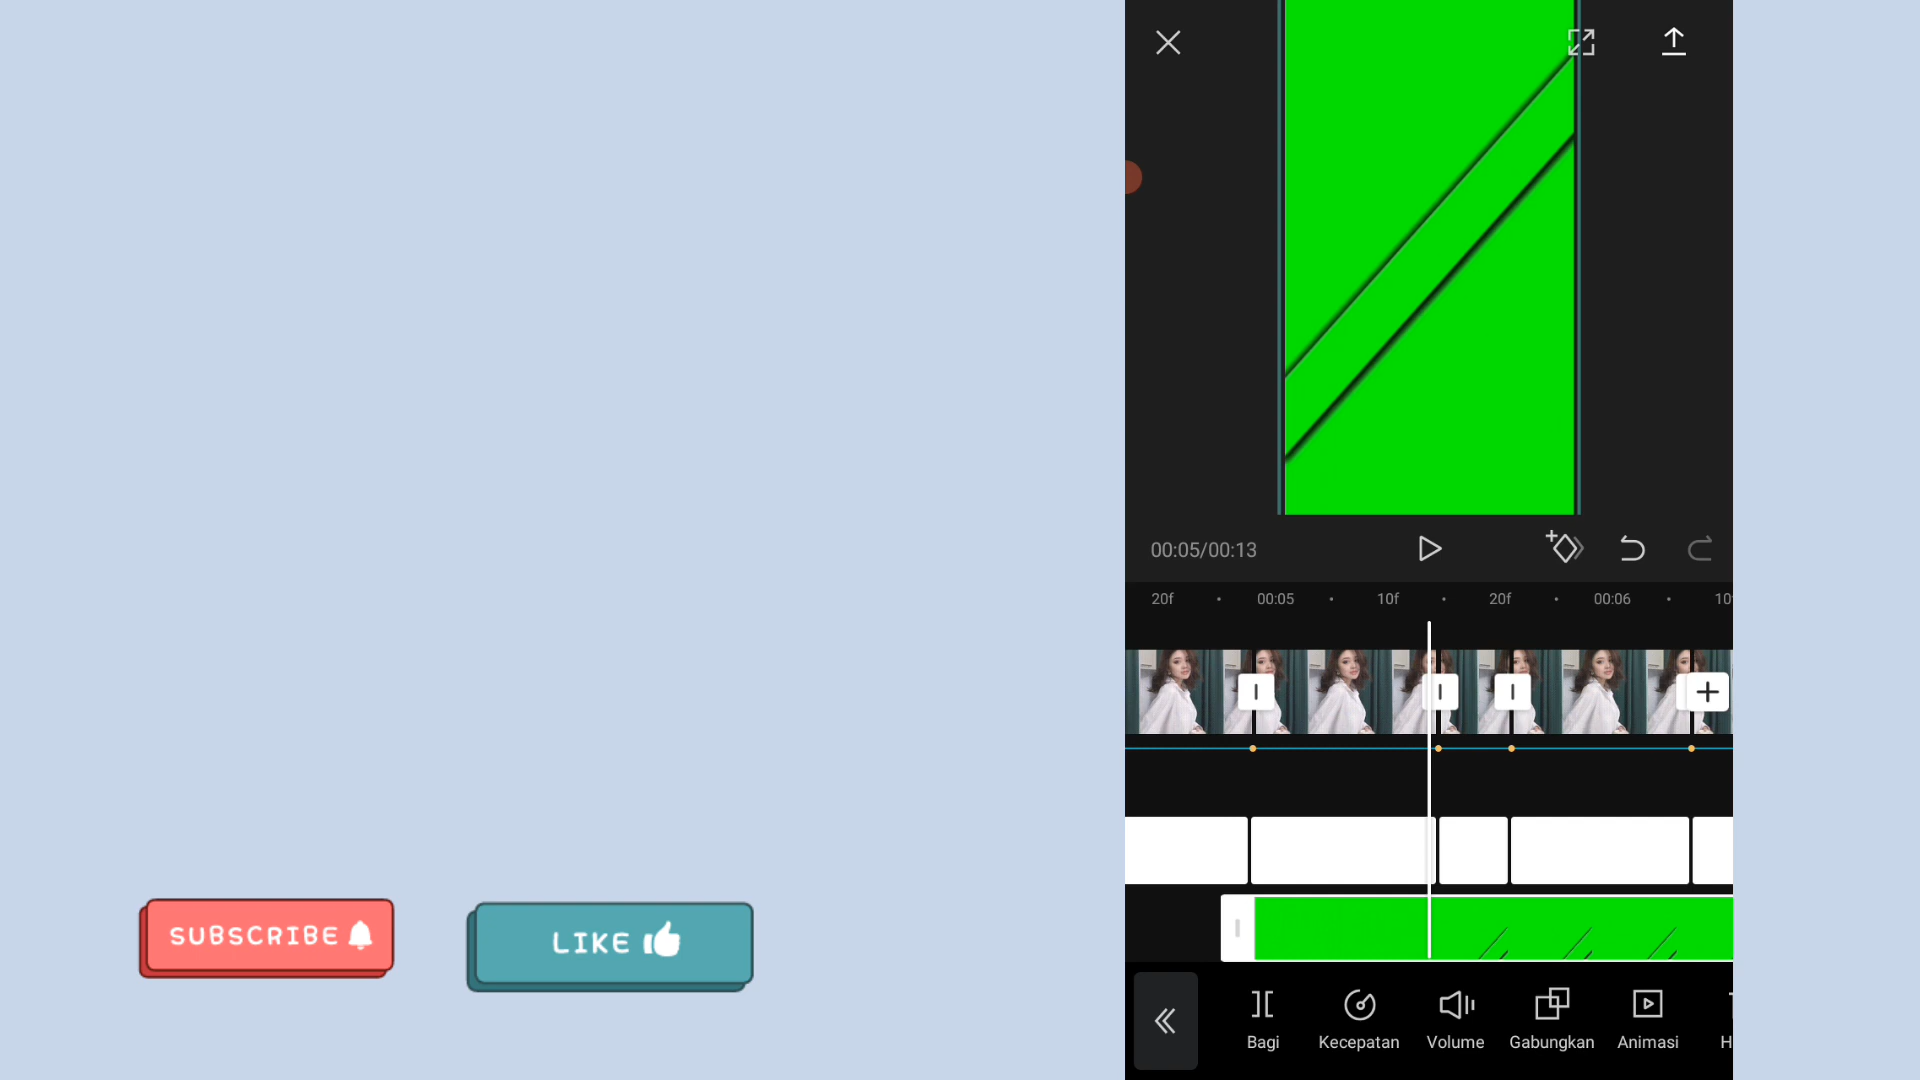 00:05/00:13
20f
00:05
10f
20f
00:06
SUBSCRIBE
LIKE
Bagi
Kecepatan
Volume
Gabungkan
Animasi